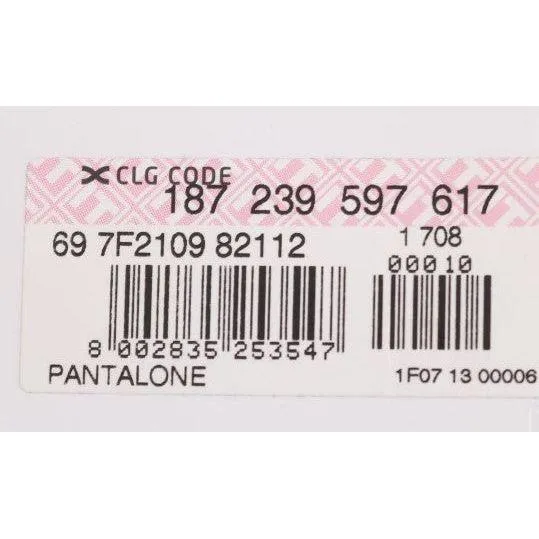 CLG CODE
187 239 597 617
69 7F2109 82112
1 708
00010
8 002835 253547
PANTALONE
1F07 13 00006